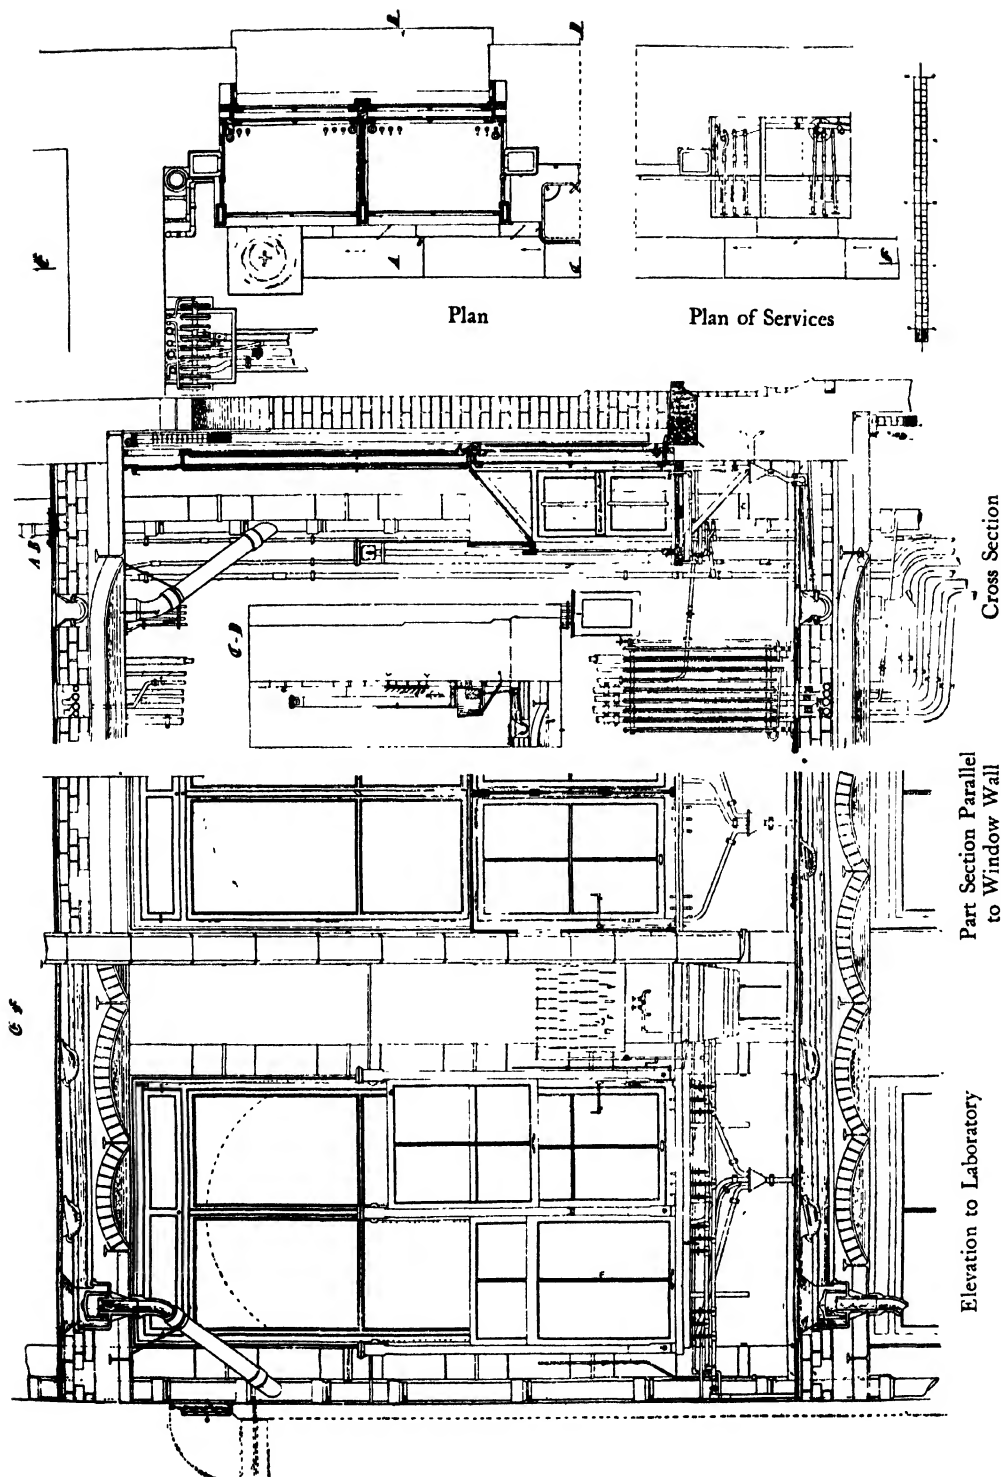 Plan
Plan of Services
Cross Section
Part Section Parallel
to Window Wall
Elevation to Laboratory
A B
C-D